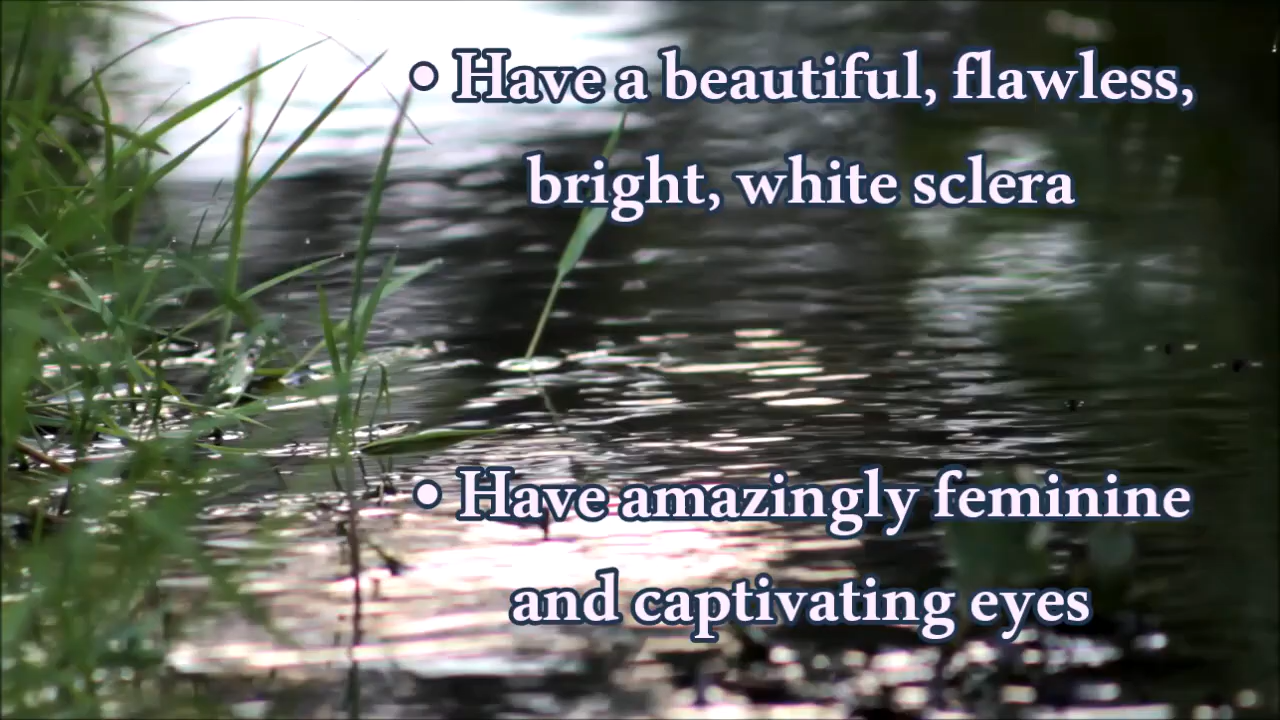 • Have a beautiful, flawless,
bright, white sclera
• Have amazingly feminine
and captivating eyes